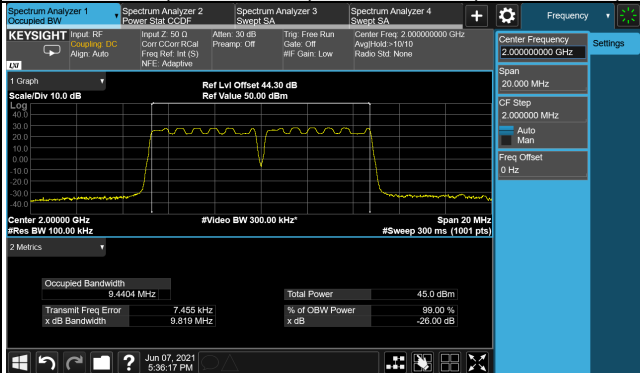 Spectrum Analyzer 1
Occupied BW
Spectrum Analyzer 2
Power Stat CCDF
Spectrum Analyzer 3
Swept SA
Spectrum Analyzer 4
Swept SA
Frequency
KEYSIGHT
Input: RF
Coupling: DC
Align: Auto
Input Z: 50 Ω
Corr CCorr RCal
Freq Ref: Int (S)
NFE: Adaptive
Atten: 30 dB
Preamp: Off
Trig: Free Run
Gate: Off
#IF Gain: Low
Center Freq: 2.000000000 GHz
Avg|Hold:>10/10
Radio Std: None
LXI
Center Frequency
2.000000000 GHz
Settings
Span
20.000 MHz
CF Step
2.000000 MHz
Auto
Man
Freq Offset
0 Hz
1 Graph
Scale/Div 10.0 dB
Ref Lvl Offset 44.30 dB
Ref Value 50.00 dBm
Log
40.0
30.0
20.0
10.0
0.00
-10.0
-20.0
-30.0
-40.0
Center 2.00000 GHz
#Res BW 100.00 kHz
#Video BW 300.00 kHz*
Span 20 MHz
#Sweep 300 ms (1001 pts)
2 Metrics
Occupied Bandwidth
9.4404 MHz
Total Power 45.0 dBm
Transmit Freq Error 7.455 kHz
% of OBW Power 99.00 %
x dB Bandwidth 9.819 MHz
x dB -26.00 dB
?
Jun 07, 2021
5:36:17 PM